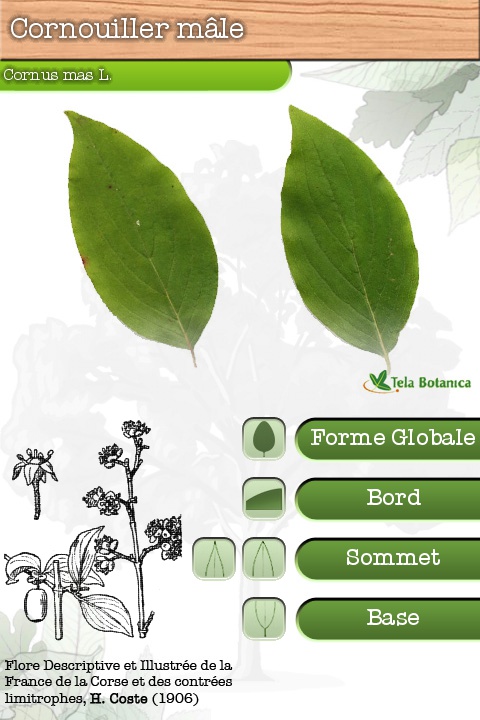 Cornouiller mâle
Cornus mas L.
Tela Botanica
Forme Globale
Bord
Sommet
Base
Flore Descriptive et Illustrée de la
France de la Corse et des contrées
limitrophes, H. Coste (1906)